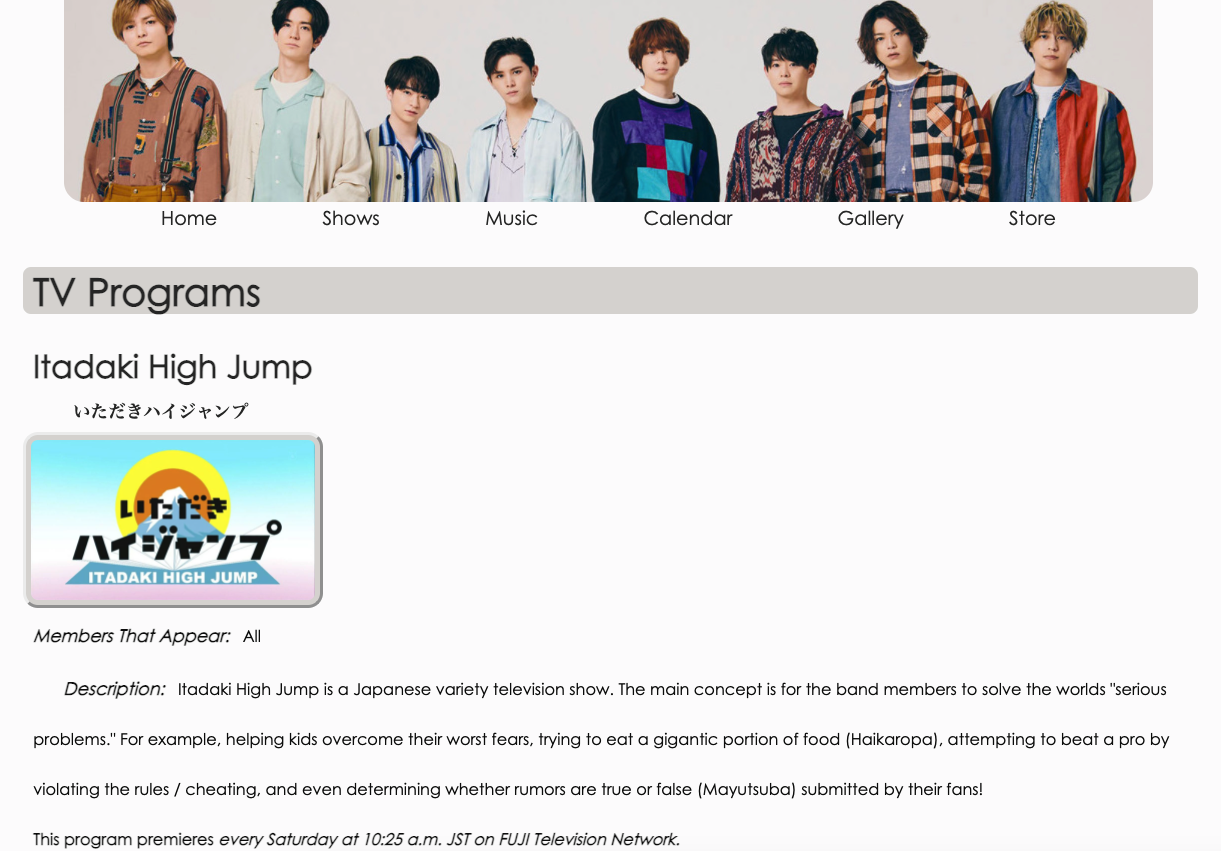 Home Shows Music Calendar Gallery Store
TV Programs
Itadaki High Jump
いただきハイジャンプ
いただき
ハイジャンプ
ITADAKI HIGH JUMP
Members That Appear: All
Description: Itadaki High Jump is a Japanese variety television show. The main concept is for the band members to solve the worlds "serious
problems." For example, helping kids overcome their worst fears, trying to eat a gigantic portion of food (Haikaropa), attempting to beat a pro by
violating the rules / cheating, and even determining whether rumors are true or false (Mayutsuba) submitted by their fans!
This program premieres every Saturday at 10:25 a.m. JST on FUJI Television Network.